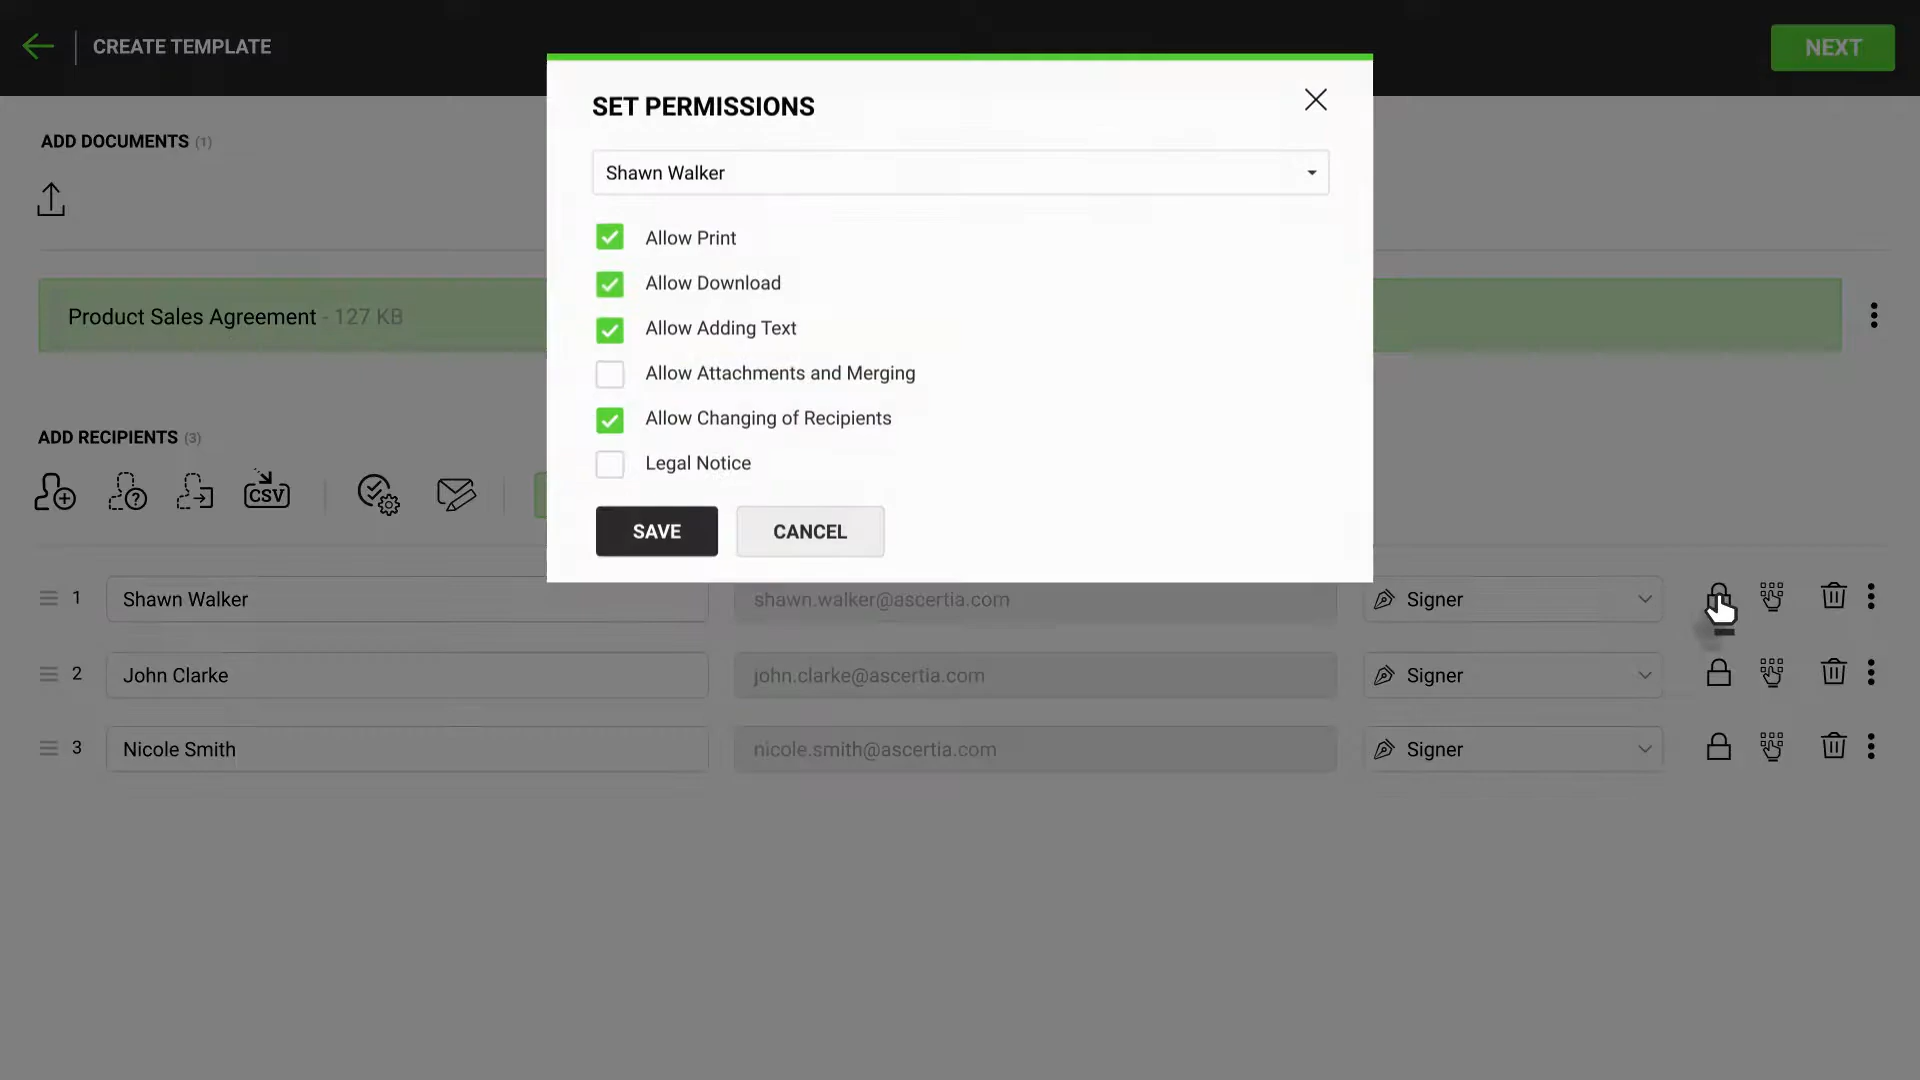 CREATE TEMPLATE
NEXT
SET PERMISSIONS
Shawn Walker
Allow Print
Allow Download
Allow Adding Text
Allow Attachments and Merging
Allow Changing of Recipients
Legal Notice
SAVE CANCEL
ADD DOCUMENTS (1)
Product Sales Agreement - 127 KB
ADD RECIPIENTS (3)
CSV
1 Shawn Walker shawn.walker@ascertia.com Signer
2 John Clarke john.clarke@ascertia.com Signer
3 Nicole Smith nicole.smith@ascertia.com Signer